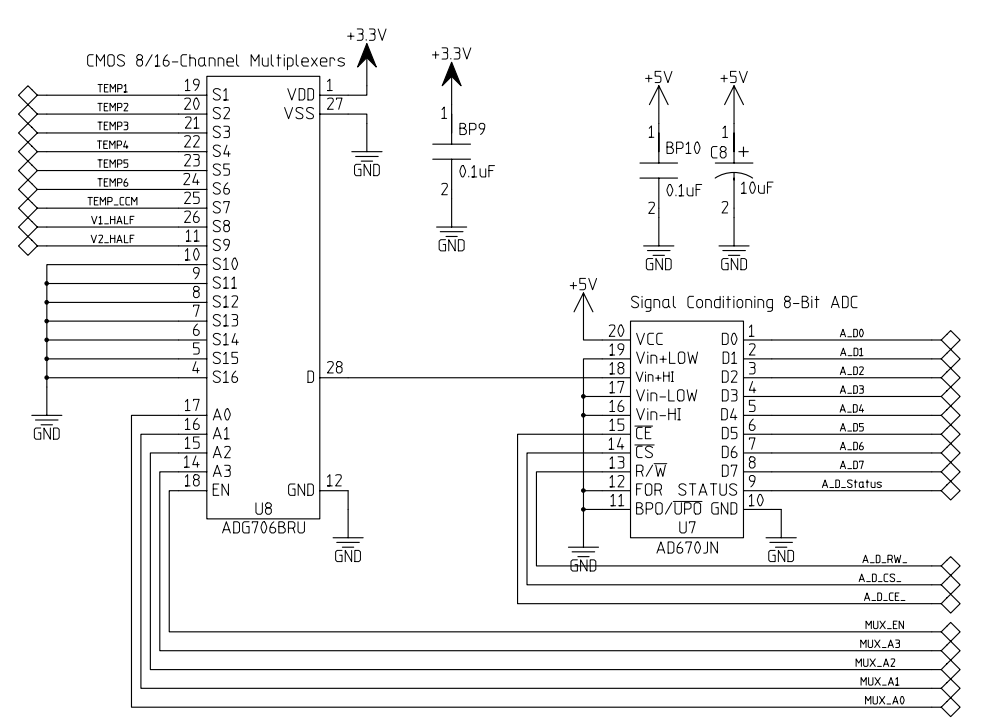 CMOS 8/16-Channel Multiplexers
+3.3V
TEMP1 19 S1 VDD 1
TEMP2 20 S2 VSS 27
TEMP3 21 S3
TEMP4 22 S4
TEMP5 23 S5
TEMP6 24 S6
TEMP_CCM 25 S7
V1_HALF 26 S8
V2_HALF 11 S9
10 S10
9 S11
8 S12
7 S13
6 S14
5 S15
4 S16 D 28
17 A0
16 A1
15 A2
14 A3
18 EN GND 12
U8
ADG706BRU
GND
GND
GND
+3.3V
1
BP9
0.1uF
2
GND
+5V
1
BP10
0.1uF
2
GND
+5V
1
C8 +
10uF
2
GND
+5V
Signal Conditioning 8-Bit ADC
20 VCC D0 1 A_D0
19 Vin+LOW D1 2 A_D1
18 Vin+HI D2 3 A_D2
17 Vin-LOW D3 4 A_D3
16 Vin-HI D4 5 A_D4
15 CE D5 6 A_D5
14 CS D6 7 A_D6
13 R/W D7 8 A_D7
12 FOR STATUS 9 A_D_Status
11 BPO/UPO GND 10
U7
AD670JN
GND
GND
A_D_RW_
A_D_CS_
A_D_CE_
MUX_EN
MUX_A3
MUX_A2
MUX_A1
MUX_A0